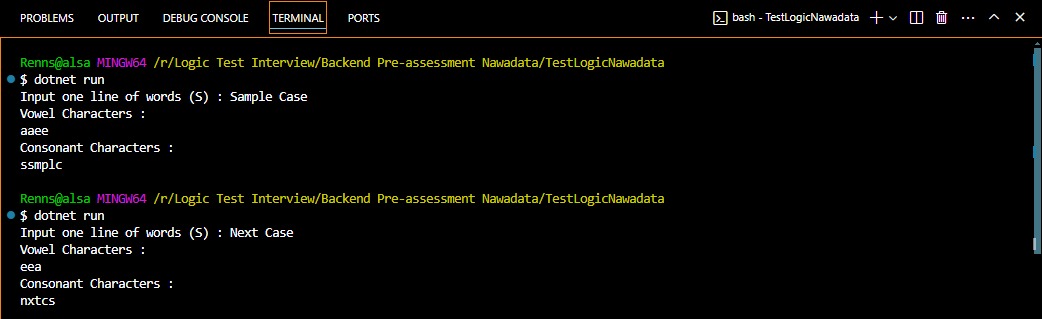 PROBLEMS OUTPUT DEBUG CONSOLE TERMINAL PORTS bash - TestLogicNawadata
Renns@alsa MINGW64 /r/Logic Test Interview/Backend Pre-assessment Nawadata/TestLogicNawadata
$ dotnet run
Input one line of words (S) : Sample Case
Vowel Characters :
aaee
Consonant Characters :
ssmplc
Renns@alsa MINGW64 /r/Logic Test Interview/Backend Pre-assessment Nawadata/TestLogicNawadata
$ dotnet run
Input one line of words (S) : Next Case
Vowel Characters :
eea
Consonant Characters :
nxtcs